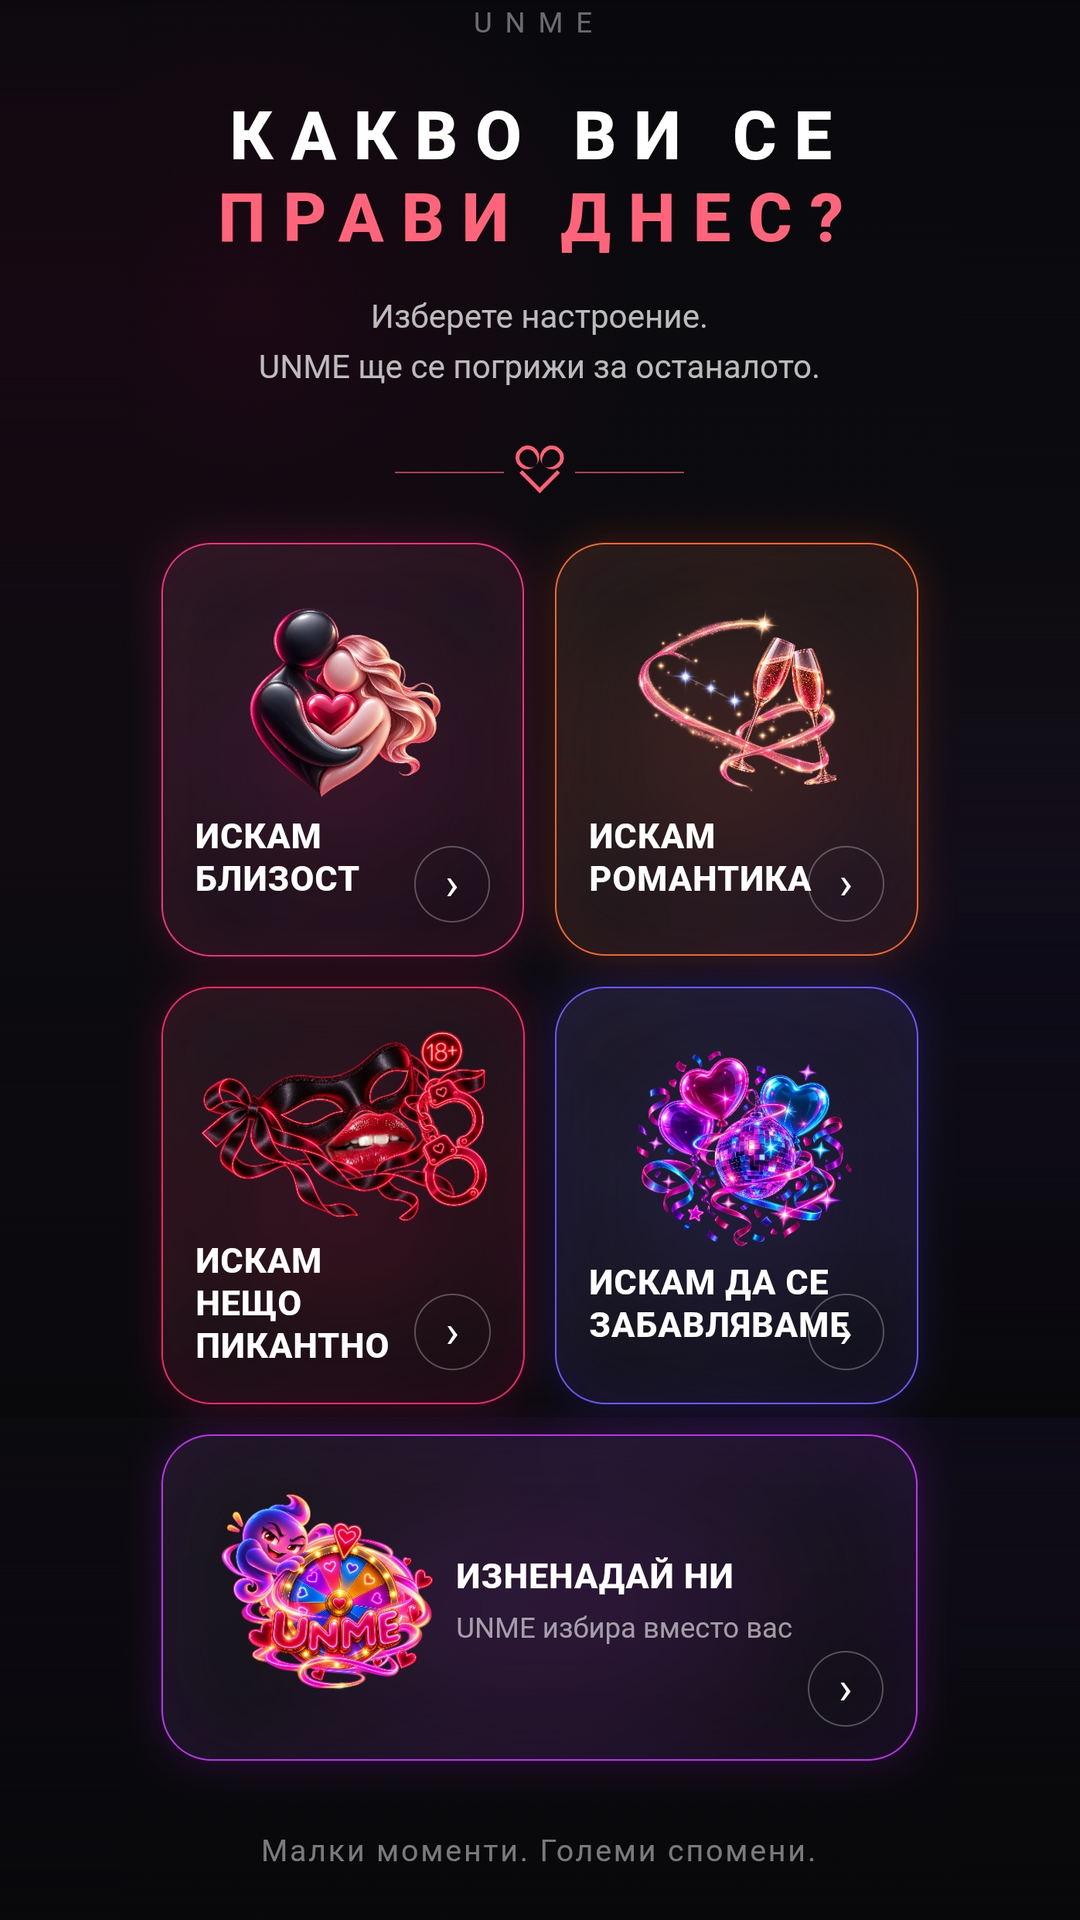 UNME
КАКВО ВИ СЕ
ПРАВИ ДНЕС?
Изберете настроение.
UNME ще се погрижи за останалото.
ИСКАМ
БЛИЗОСТ
ИСКАМ
РОМАНТИКА
18+
ИСКАМ
НЕЩО
ПИКАНТНО
ИСКАМ ДА СЕ
ЗАБАВЛЯВАМЕ
UNME
ИЗНЕНАДАЙ НИ
UNME избира вместо вас
Малки моменти. Големи спомени.